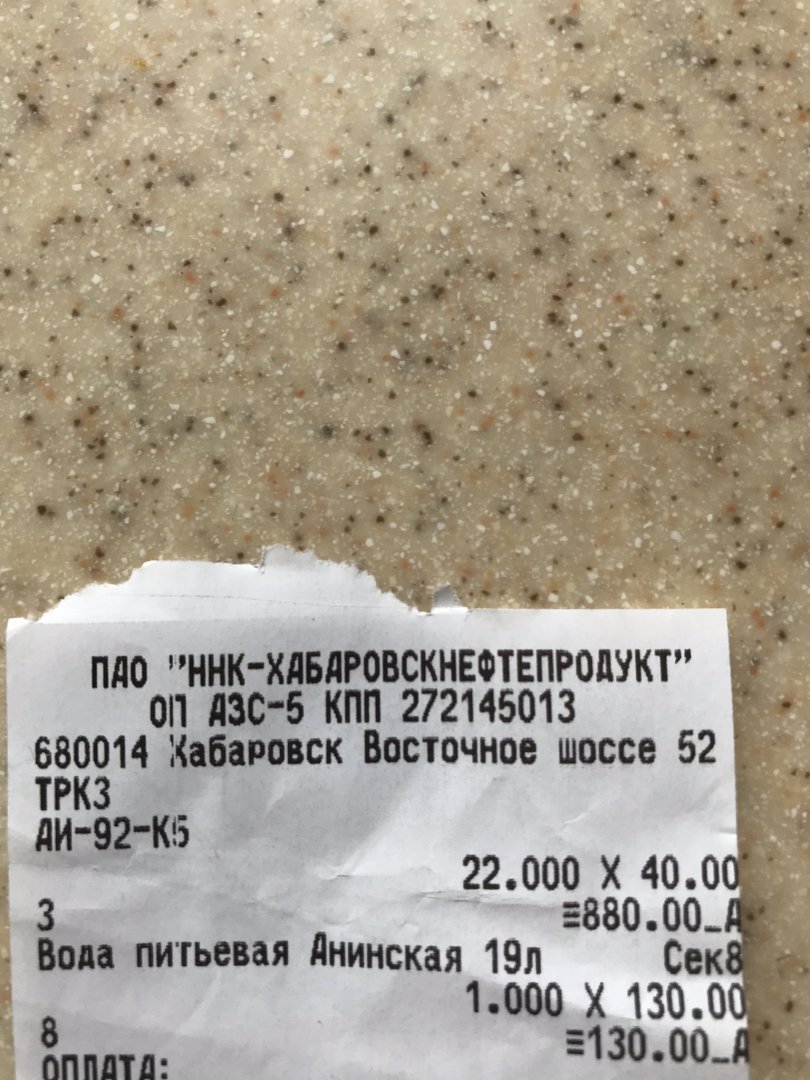 ПАО "ННК-ХАБАРОВСКНЕФТЕПРОДУКТ"
ОП АЗС-5 КПП 272145013
680014 Хабаровск Восточное шоссе 52
ТРК3
АИ-92-К5
22.000 X 40.00
3 ≡880.00_А
Вода питьевая Анинская 19л Сек8
1.000 X 130.00
8 ≡130.00_А
ОПЛАТА: